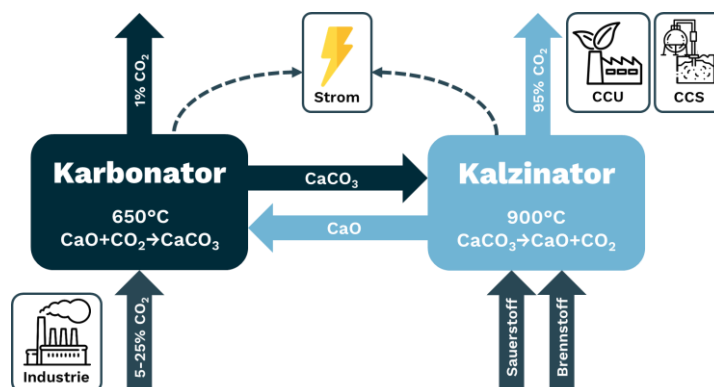 1% CO₂
Strom
95% CO₂
CCU
CCS
Karbonator
650°C
CaO+CO₂→CaCO₃
CaCO₃
CaO
Kalzinator
900°C
CaCO₃→CaO+CO₂
Industrie
5-25% CO₂
Sauerstoff
Brennstoff